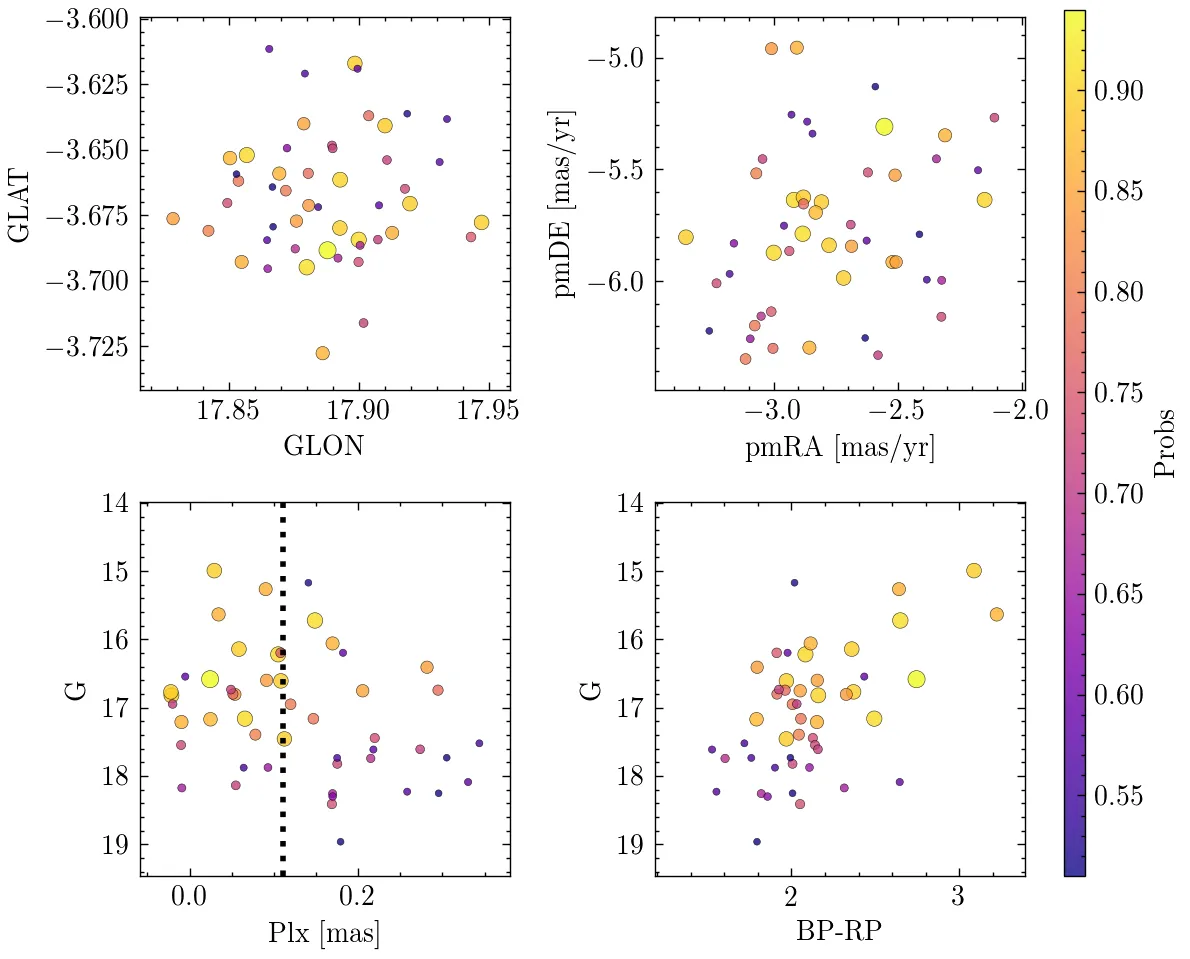 −3.600
−3.625
−3.650
−3.675
−3.700
−3.725
GLAT
17.85 17.90 17.95
GLON
−5.0
−5.5
−6.0
pmDE [mas/yr]
−3.0 −2.5 −2.0
pmRA [mas/yr]
14
15
16
17
18
19
G
0.0 0.2
Plx [mas]
14
15
16
17
18
19
G
2 3
BP-RP
0.90
0.85
0.80
0.75
0.70
0.65
0.60
0.55
Probs